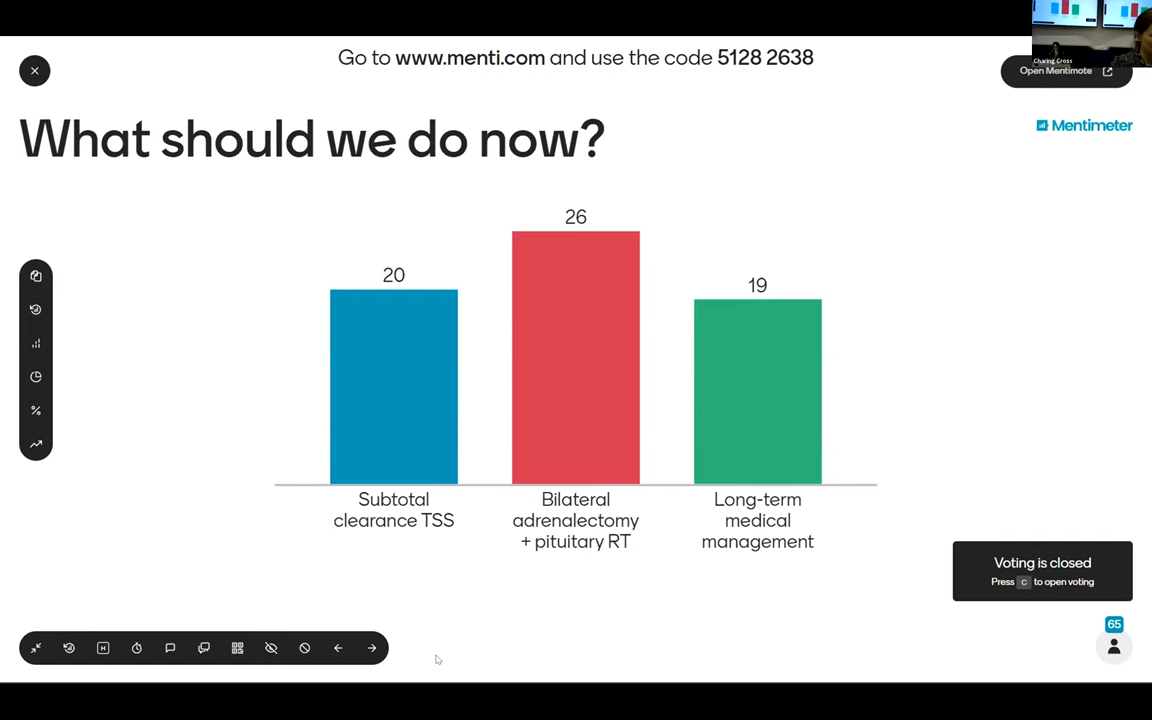 Go to www.menti.com and use the code 5128 2638
Charing Cross
Open Mentimote
Mentimeter
What should we do now?
20
26
19
Subtotal
clearance TSS
Bilateral
adrenalectomy
+ pituitary RT
Long-term
medical
management
Voting is closed
Press C to open voting
65
H